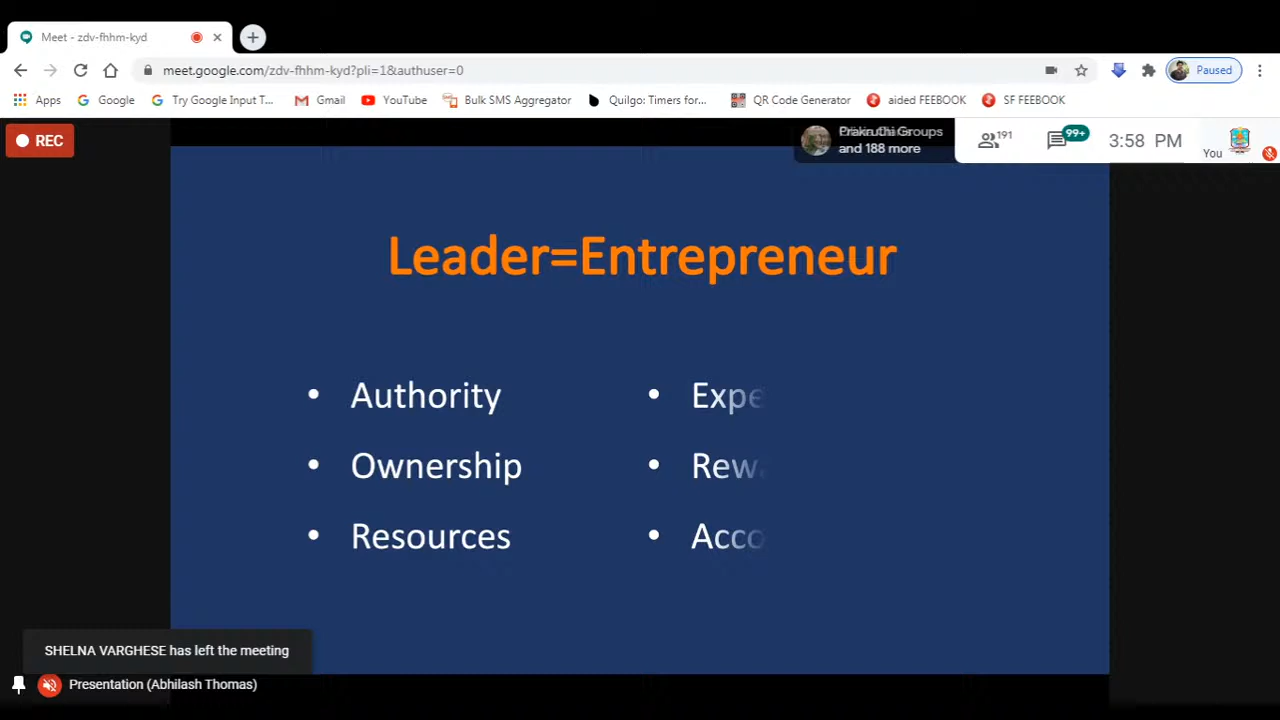 Meet - zdv-fhhm-kyd
meet.google.com/zdv-fhhm-kyd?pli=1&authuser=0
Paused
Apps
Google
Try Google Input T...
Gmail
YouTube
Bulk SMS Aggregator
Quilgo: Timers for...
QR Code Generator
aided FEEBOOK
SF FEEBOOK
REC
Prakruthi Groups
and 188 more
191
99+
3:58 PM
You
Leader=Entrepreneur
• Authority
• Ownership
• Resources
• Expe
• Rewa
• Acco
SHELNA VARGHESE has left the meeting
Presentation (Abhilash Thomas)